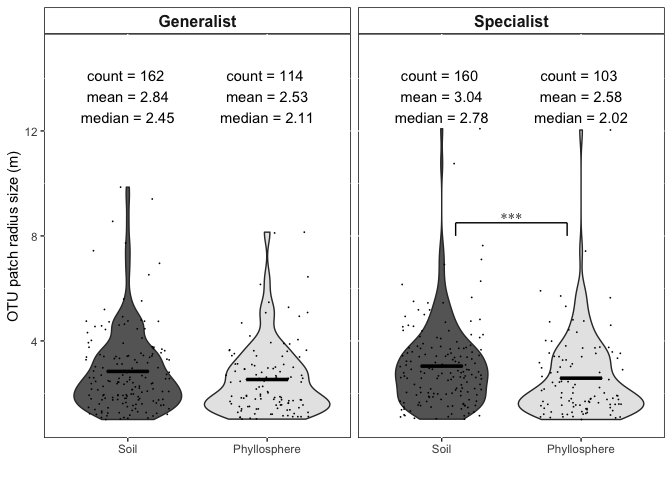 Generalist
Specialist
count = 162
mean = 2.84
median = 2.45
count = 114
mean = 2.53
median = 2.11
count = 160
mean = 3.04
median = 2.78
count = 103
mean = 2.58
median = 2.02
***
OTU patch radius size (m)
12
8
4
Soil
Phyllosphere
Soil
Phyllosphere